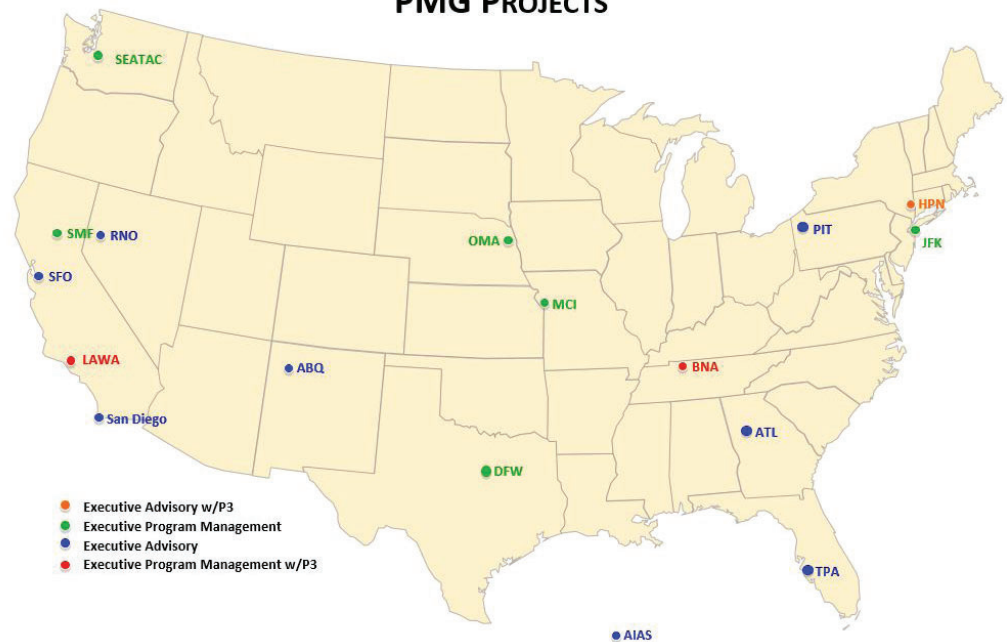 PMG PROJECTS
SEATAC
HPN
SMF
RNO
OMA
PIT
JFK
SFO
MCI
LAWA
ABQ
BNA
San Diego
ATL
DFW
Executive Advisory w/P3
Executive Program Management
Executive Advisory
Executive Program Management w/P3
TPA
AIAS